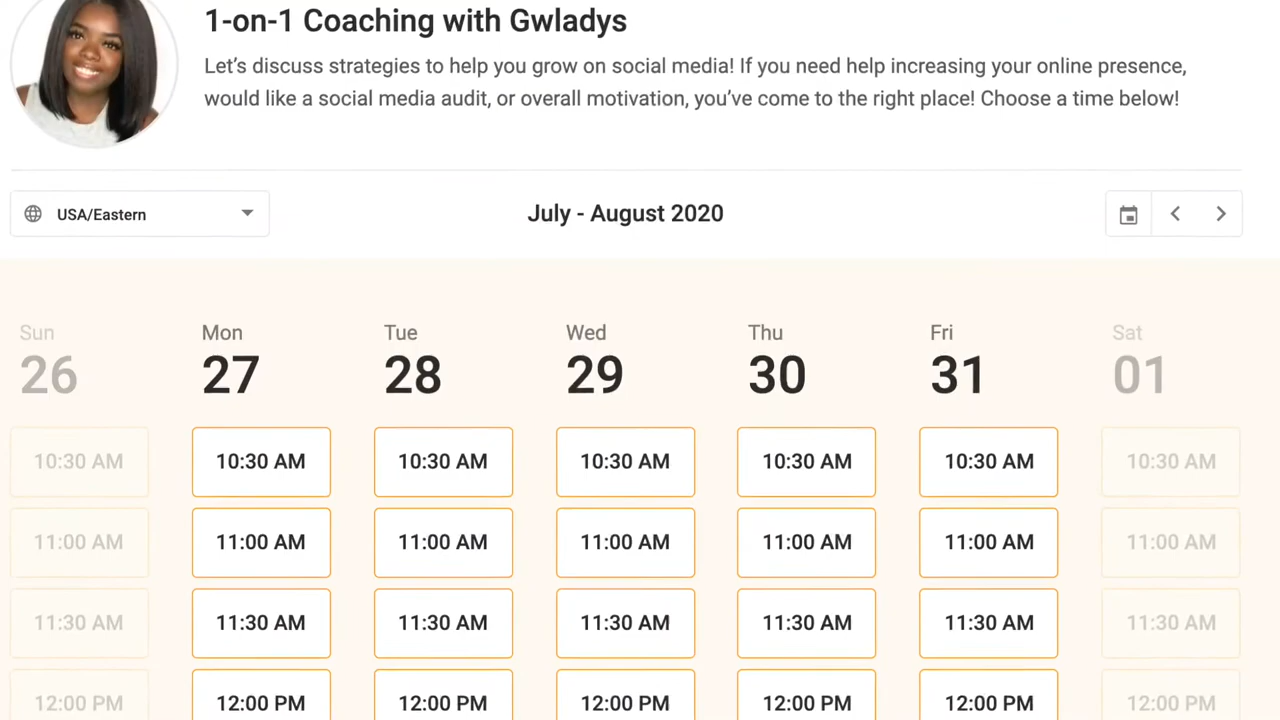 1-on-1 Coaching with Gwladys
Let’s discuss strategies to help you grow on social media! If you need help increasing your online presence,
would like a social media audit, or overall motivation, you’ve come to the right place! Choose a time below!
USA/Eastern
July - August 2020
Sun Mon Tue Wed Thu Fri Sat
26 27 28 29 30 31 01
10:30 AM 10:30 AM 10:30 AM 10:30 AM 10:30 AM 10:30 AM 10:30 AM
11:00 AM 11:00 AM 11:00 AM 11:00 AM 11:00 AM 11:00 AM 11:00 AM
11:30 AM 11:30 AM 11:30 AM 11:30 AM 11:30 AM 11:30 AM 11:30 AM
12:00 PM 12:00 PM 12:00 PM 12:00 PM 12:00 PM 12:00 PM 12:00 PM